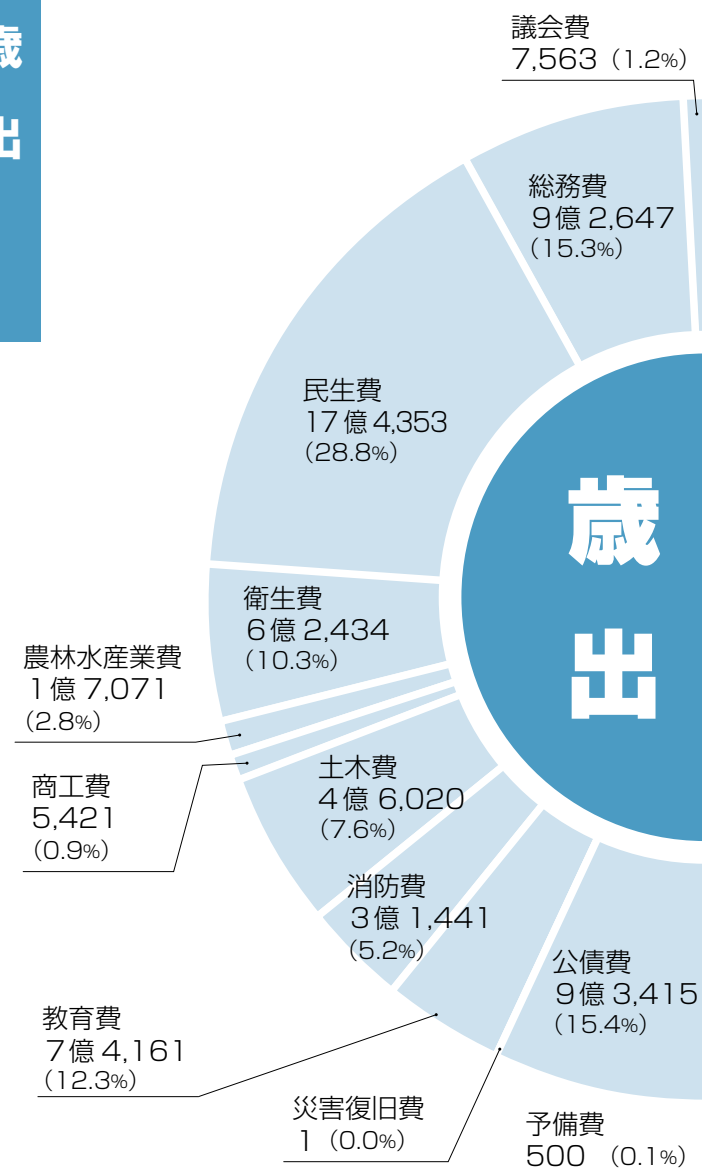 歳
出
議会費
7,563（1.2%）
総務費
9億 2,647
（15.3%）
民生費
17億 4,353
（28.8%）
歳
出
衛生費
6億 2,434
（10.3%）
農林水産業費
1億 7,071
（2.8%）
商工費
5,421
（0.9%）
土木費
4億 6,020
（7.6%）
消防費
3億 1,441
（5.2%）
公債費
9億 3,415
（15.4%）
教育費
7億 4,161
（12.3%）
災害復旧費
1（0.0%）
予備費
500（0.1%）